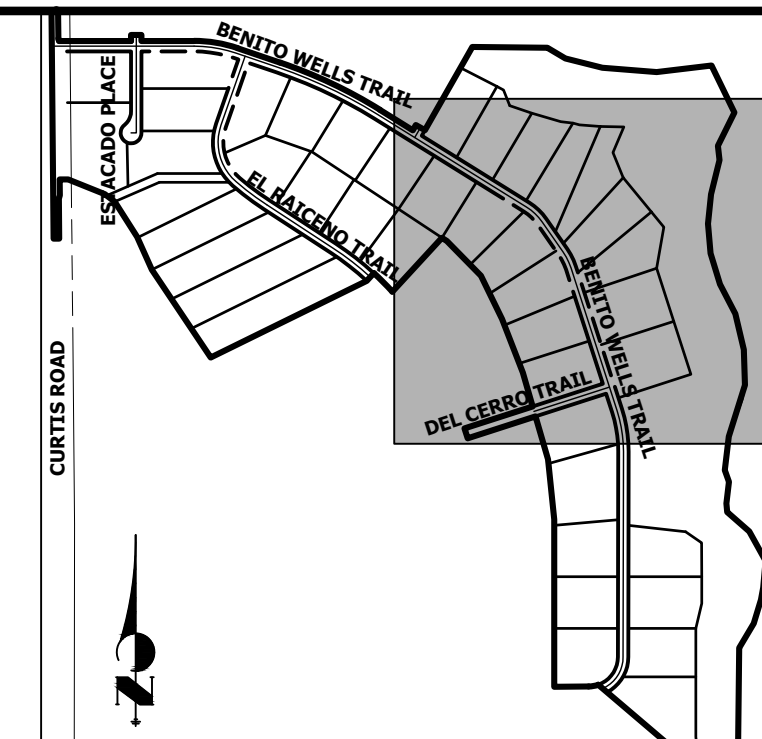 BENITO WELLS TRAIL
ESTACADO PLACE
EL RAICENO TRAIL
BENITO WELLS TRAIL
CURTIS ROAD
DEL CERRO TRAIL
N